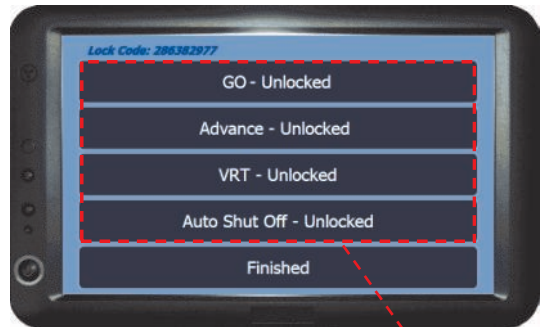 Lock Code: 286382977
GO - Unlocked
Advance - Unlocked
VRT - Unlocked
Auto Shut Off - Unlocked
Finished